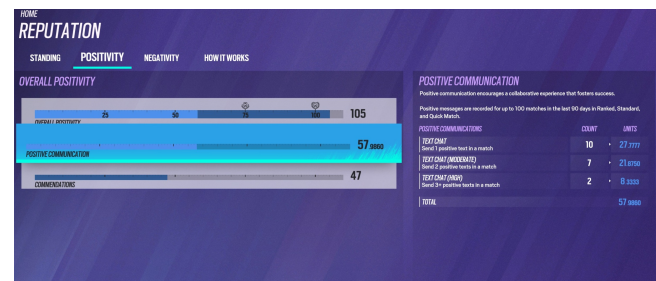 HOME
REPUTATION
STANDING POSITIVITY NEGATIVITY HOW IT WORKS
OVERALL POSITIVITY
25 50 75 100 105
OVERALL POSITIVITY
57.9860
POSITIVE COMMUNICATION
47
COMMENDATIONS
POSITIVE COMMUNICATION
Positive communication encourages a collaborative experience that fosters success.
Positive messages are recorded for up to 100 matches in the last 90 days in Ranked, Standard,
and Quick Match.
POSITIVE COMMUNICATIONS COUNT UNITS
TEXT CHAT
Send 1 positive text in a match
10 27.7777
TEXT CHAT (MODERATE)
Send 2 positive texts in a match
7 21.8750
TEXT CHAT (HIGH)
Send 3+ positive texts in a match
2 8.3333
TOTAL 57.9860